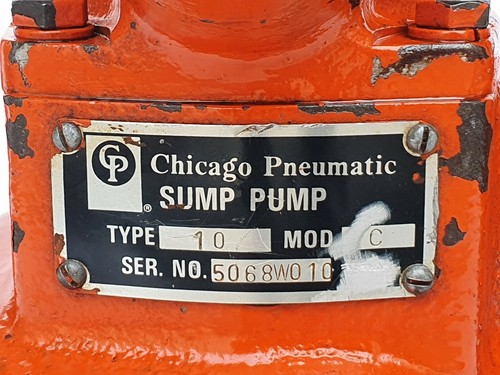 CP
Chicago Pneumatic
®
SUMP PUMP
TYPE 10 MOD C
SER. NO. 5068W010